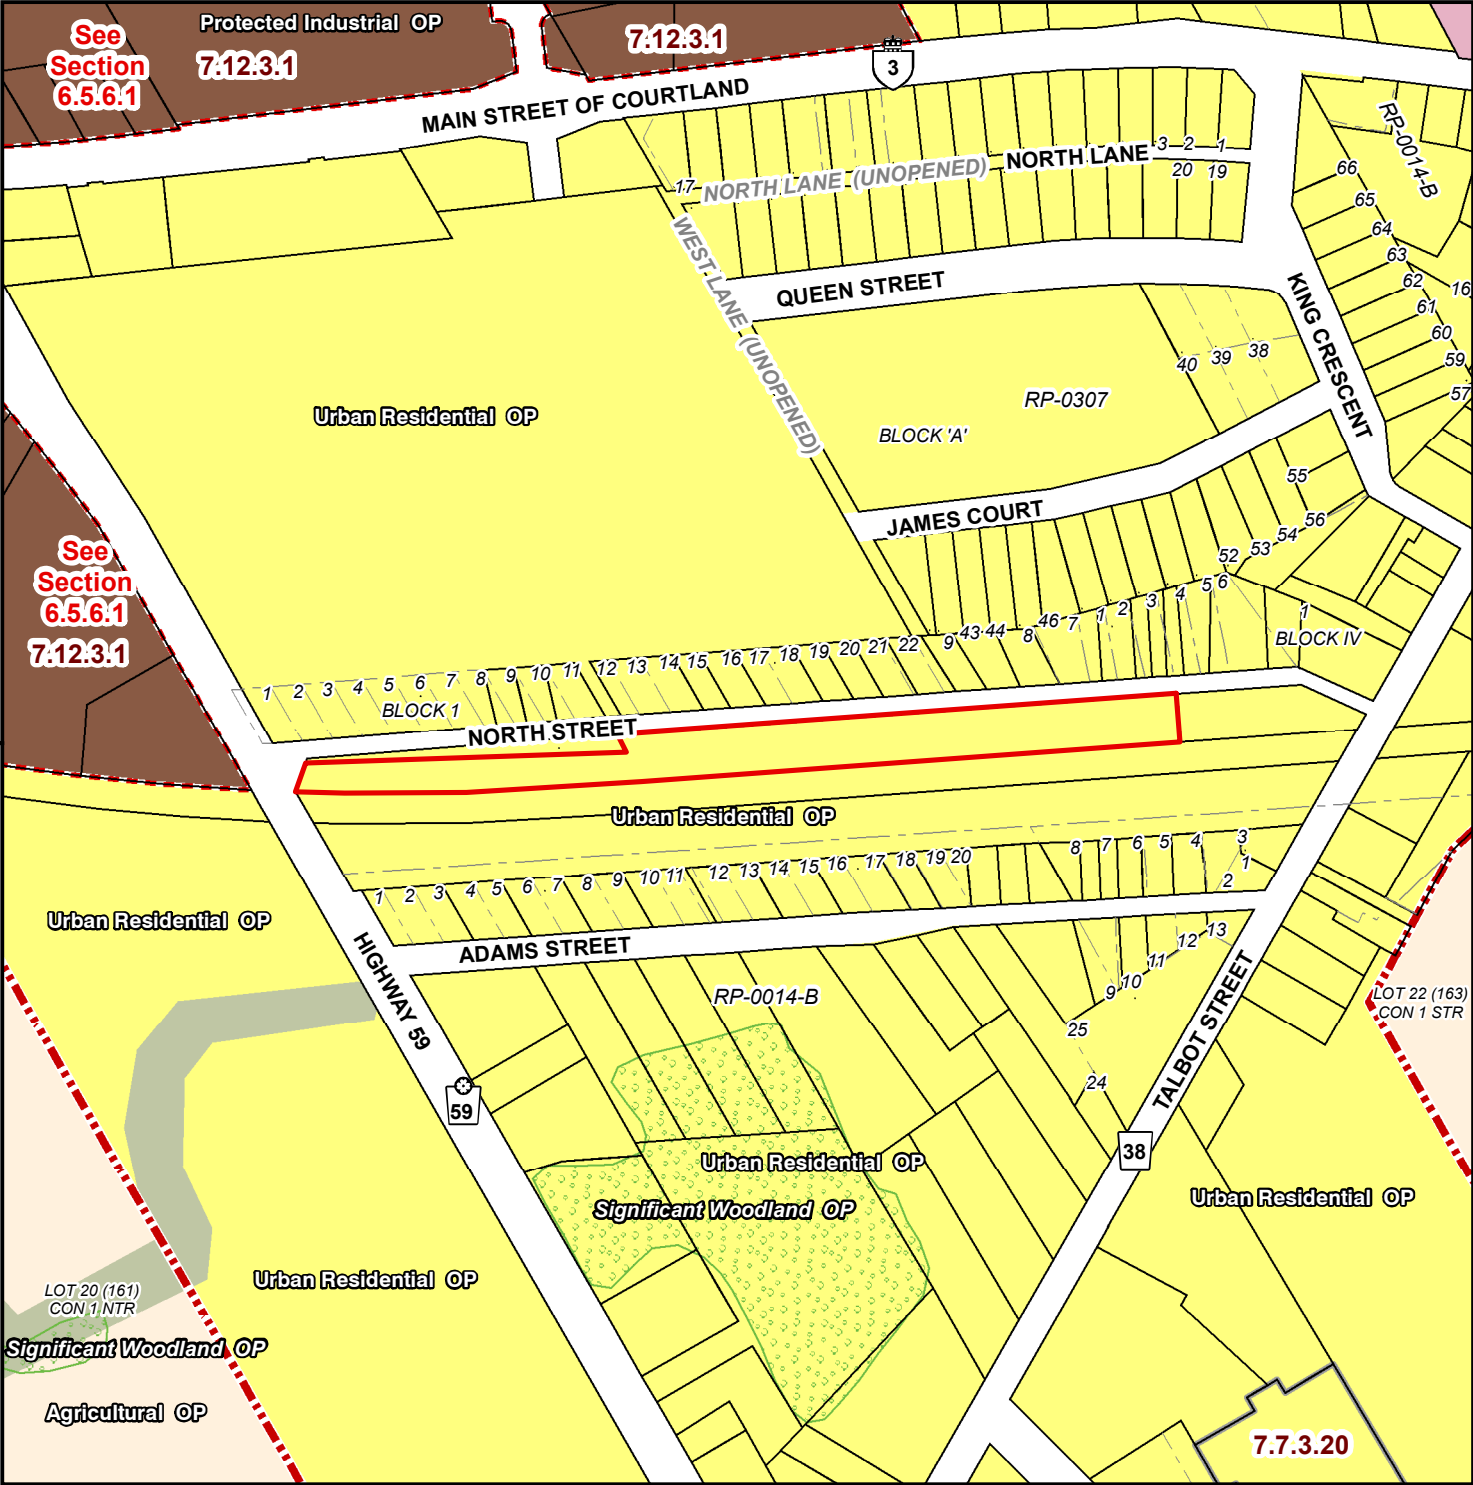 Protected Industrial OP
See
Section
6.5.6.1
7.12.3.1
7.12.3.1
3
MAIN STREET OF COURTLAND
RP-0014-B
17
NORTH LANE (UNOPENED)
NORTH LANE
3 2 1
20 19
66
65
64
63
62
16
61
60
59
57
WEST LANE (UNOPENED)
QUEEN STREET
KING CRESCENT
40 39 38
RP-0307
BLOCK 'A'
Urban Residential OP
JAMES COURT
55
56
54
53
52
See
Section
6.5.6.1
7.12.3.1
1 2 3 4 5 6 7 8 9 10 11 12 13 14 15 16 17 18 19 20 21 22 9 43 44 8 46 7 1 2 3 4 5 6
1
BLOCK IV
BLOCK 1
NORTH STREET
Urban Residential OP
1 2 3 4 5 6 7 8 9 10 11 12 13 14 15 16 17 18 19 20 8 7 6 5 4 3
1
2
Urban Residential OP
HIGHWAY 59
ADAMS STREET
13
12
11
10
9
RP-0014-B
25
24
TALBOT STREET
LOT 22 (163)
CON 1 STR
59
38
Urban Residential OP
Significant Woodland OP
Urban Residential OP
Urban Residential OP
LOT 20 (161)
CON 1 NTR
Significant Woodland OP
Agricultural OP
7.7.3.20